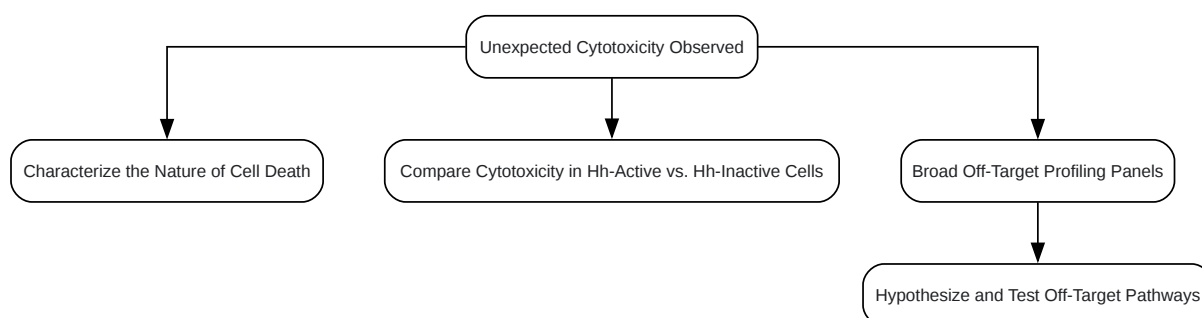 Unexpected Cytotoxicity Observed
Characterize the Nature of Cell Death
Compare Cytotoxicity in Hh-Active vs. Hh-Inactive Cells
Broad Off-Target Profiling Panels
Hypothesize and Test Off-Target Pathways